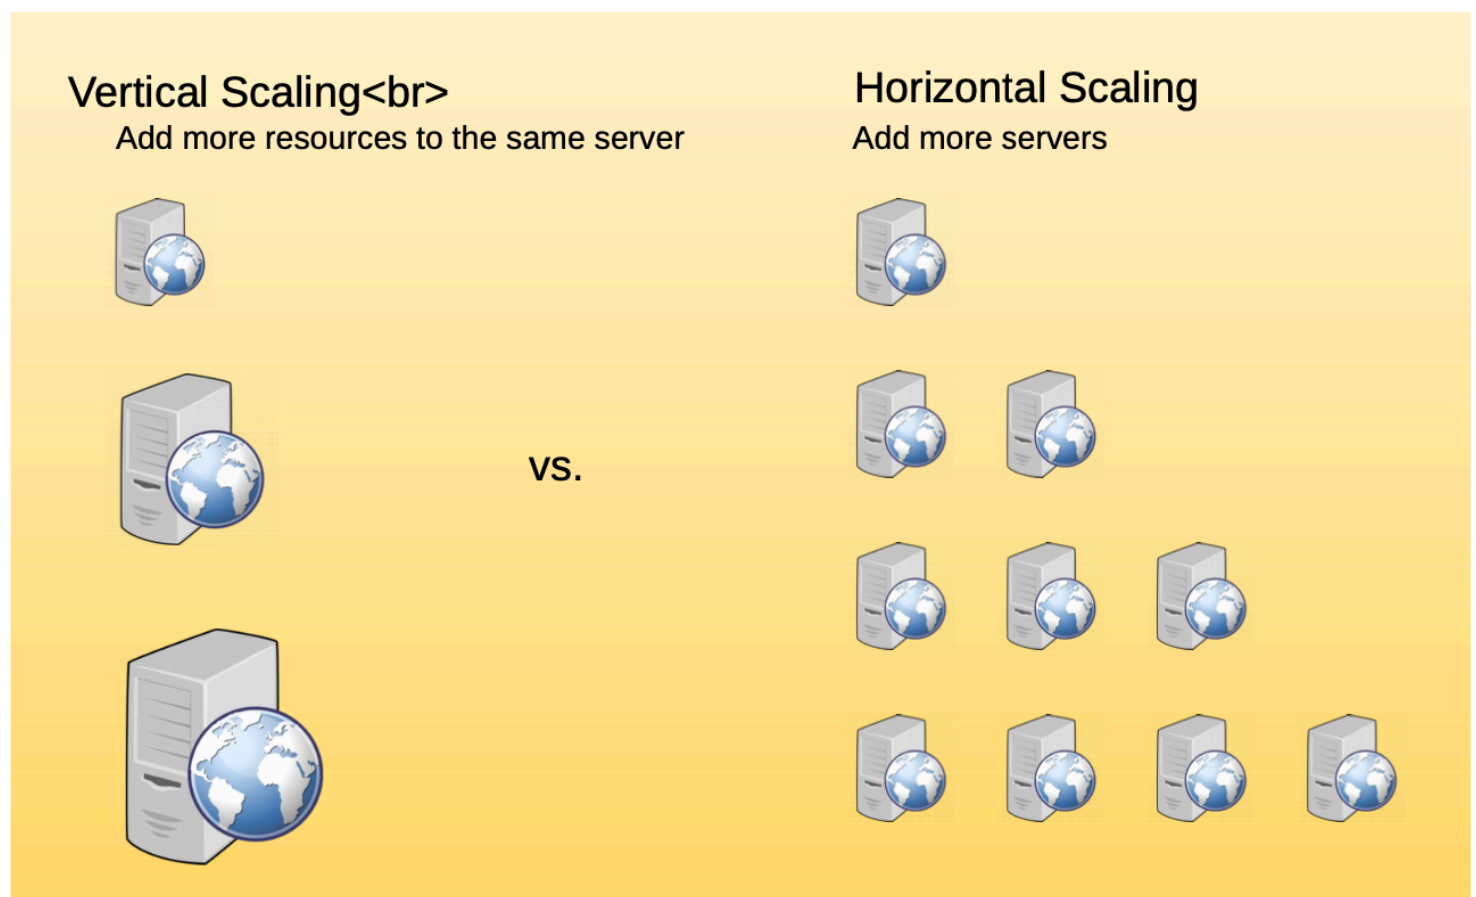 Vertical Scaling<br>
Add more resources to the same server
Horizontal Scaling
Add more servers
vs.